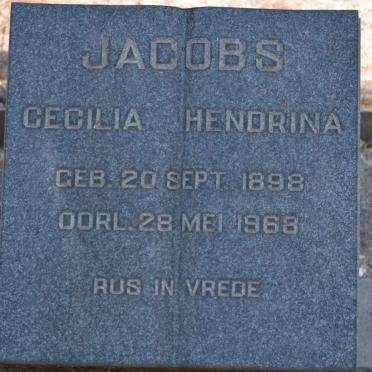 JACOBS
CECILIA HENDRINA
GEB. 20 SEPT. 1898
OORL. 28 MEI 1968
RUS IN VREDE